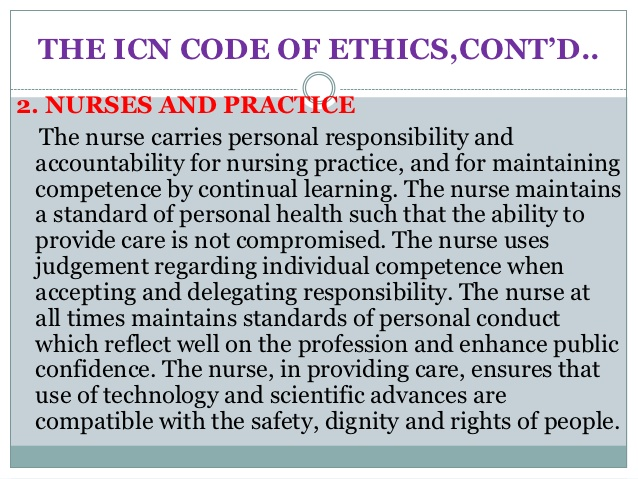 THE ICN CODE OF ETHICS,CONT’D..
2. NURSES AND PRACTICE
The nurse carries personal responsibility and
accountability for nursing practice, and for maintaining
competence by continual learning. The nurse maintains
a standard of personal health such that the ability to
provide care is not compromised. The nurse uses
judgement regarding individual competence when
accepting and delegating responsibility. The nurse at
all times maintains standards of personal conduct
which reflect well on the profession and enhance public
confidence. The nurse, in providing care, ensures that
use of technology and scientific advances are
compatible with the safety, dignity and rights of people.